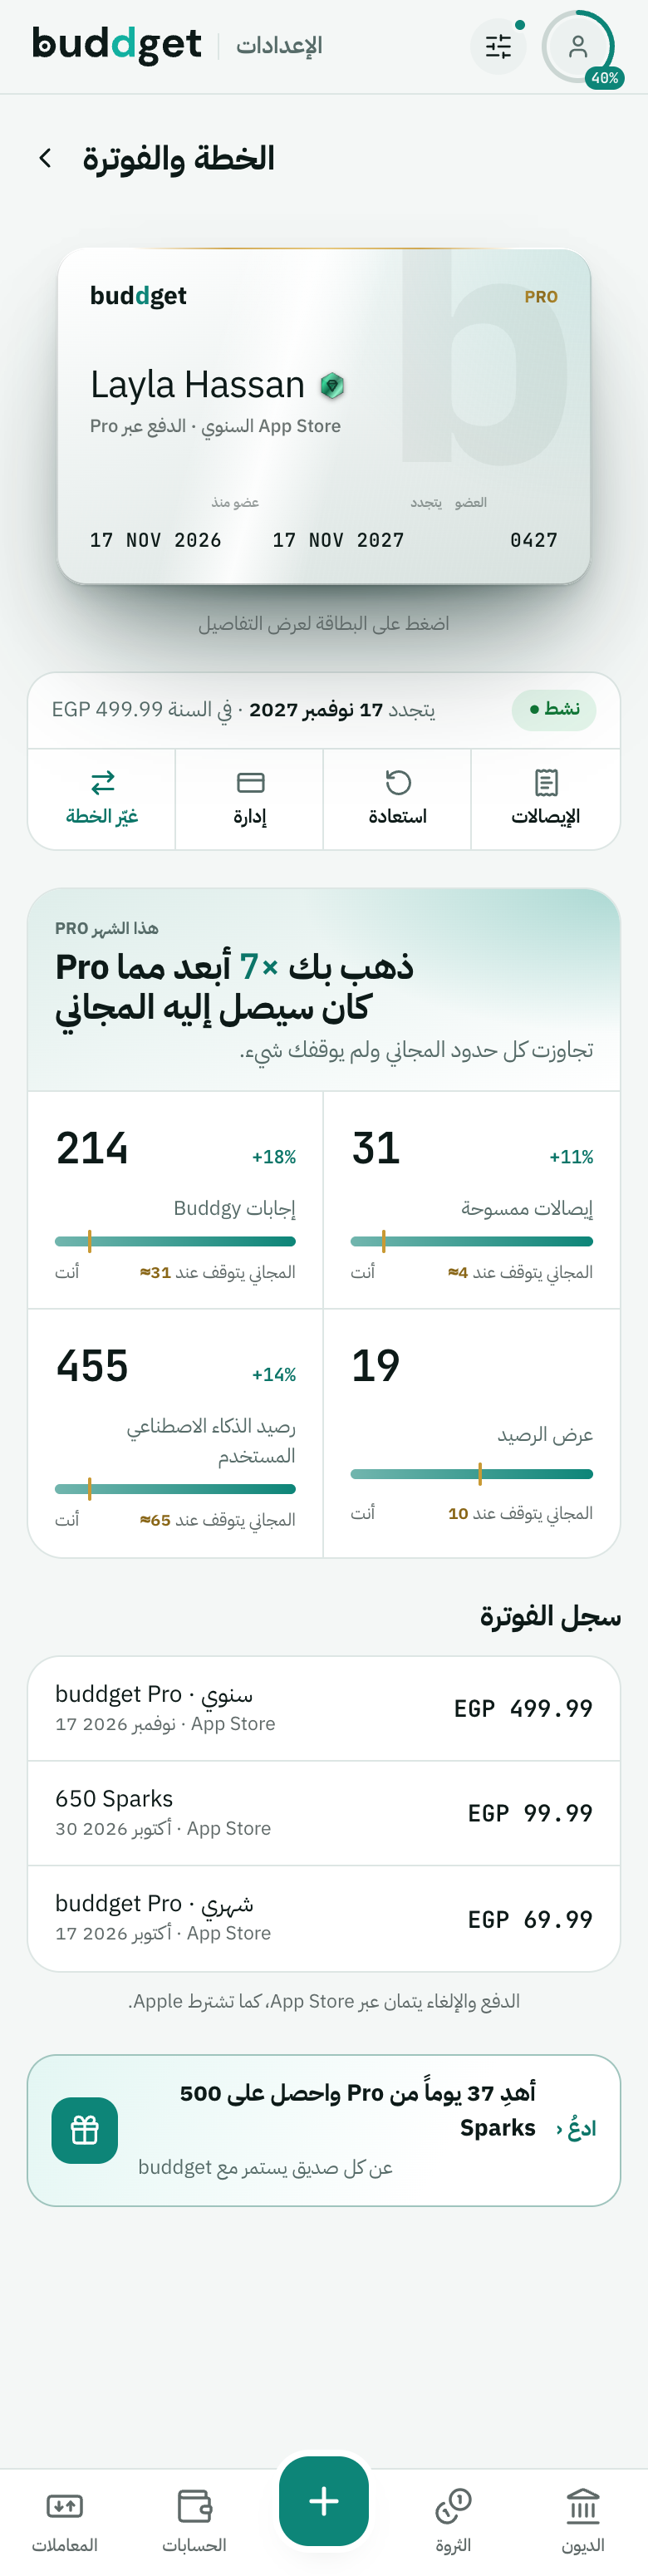 buddget
الإعدادات
40%
الخطة والفوترة
buddget
PRO
Layla Hassan
Pro السنوي · الدفع عبر App Store
عضو منذ
يتجدد
العضو
17 NOV 2026
17 NOV 2027
0427
اضغط على البطاقة لعرض التفاصيل
نشط
يتجدد 17 نوفمبر 2027 · في السنة EGP 499.99
غيّر الخطة
إدارة
استعادة
الإيصالات
هذا الشهر PRO
ذهب بك ×7 أبعد مما Pro
كان سيصل إليه المجاني
تجاوزت كل حدود المجاني ولم يوقفك شيء.
214
+18%
إجابات Buddgy
أنت
المجاني يتوقف عند ≈31
31
+11%
إيصالات ممسوحة
أنت
المجاني يتوقف عند ≈4
455
+14%
رصيد الذكاء الاصطناعي
المستخدم
أنت
المجاني يتوقف عند ≈65
19
عرض الرصيد
أنت
المجاني يتوقف عند 10
سجل الفوترة
buddget Pro · سنوي
17 نوفمبر 2026 · App Store
EGP 499.99
650 Sparks
30 أكتوبر 2026 · App Store
EGP 99.99
buddget Pro · شهري
17 أكتوبر 2026 · App Store
EGP 69.99
الدفع والإلغاء يتمان عبر App Store، كما تشترط Apple.
أهدِ 37 يوماً من Pro واحصل على 500
Sparks
عن كل صديق يستمر مع buddget
ادعُ ›
المعاملات
الحسابات
الثروة
الديون